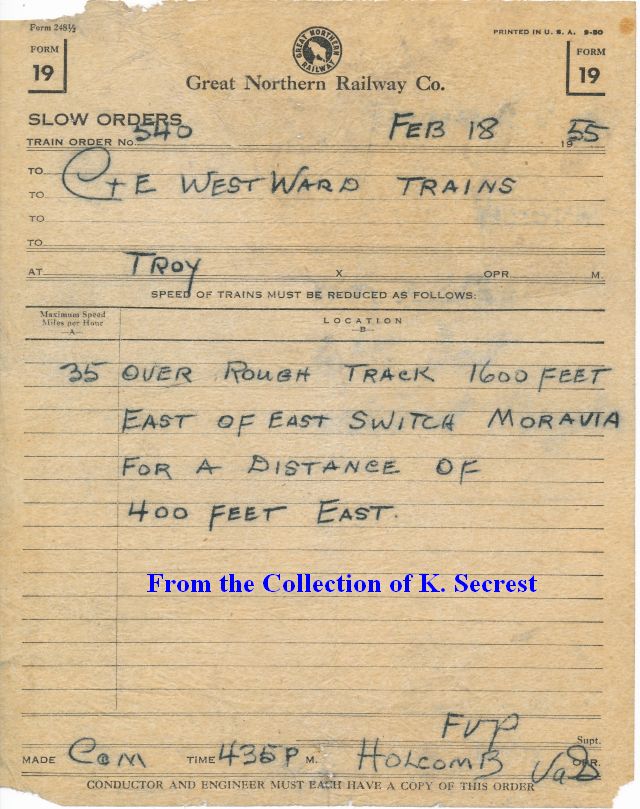 Form 248½
PRINTED IN U. S. A. 9-50
FORM 19
GREAT NORTHERN RAILWAY
FORM 19
Great Northern Railway Co.
SLOW ORDERS
TRAIN ORDER No. 540 FEB 18 1955
TO C+E WESTWARD TRAINS
TO
TO
TO
AT TROY X OPR M.
SPEED OF TRAINS MUST BE REDUCED AS FOLLOWS:
Maximum Speed Miles per Hour —A— LOCATION —B—
35 OVER ROUGH TRACK 1600 FEET
EAST OF EAST SWITCH MORAVIA
FOR A DISTANCE OF
400 FEET EAST.
From the Collection of K. Secrest
FVP Supt.
MADE Com TIME 435P M. HOLCOMB OPR.
CONDUCTOR AND ENGINEER MUST EACH HAVE A COPY OF THIS ORDER